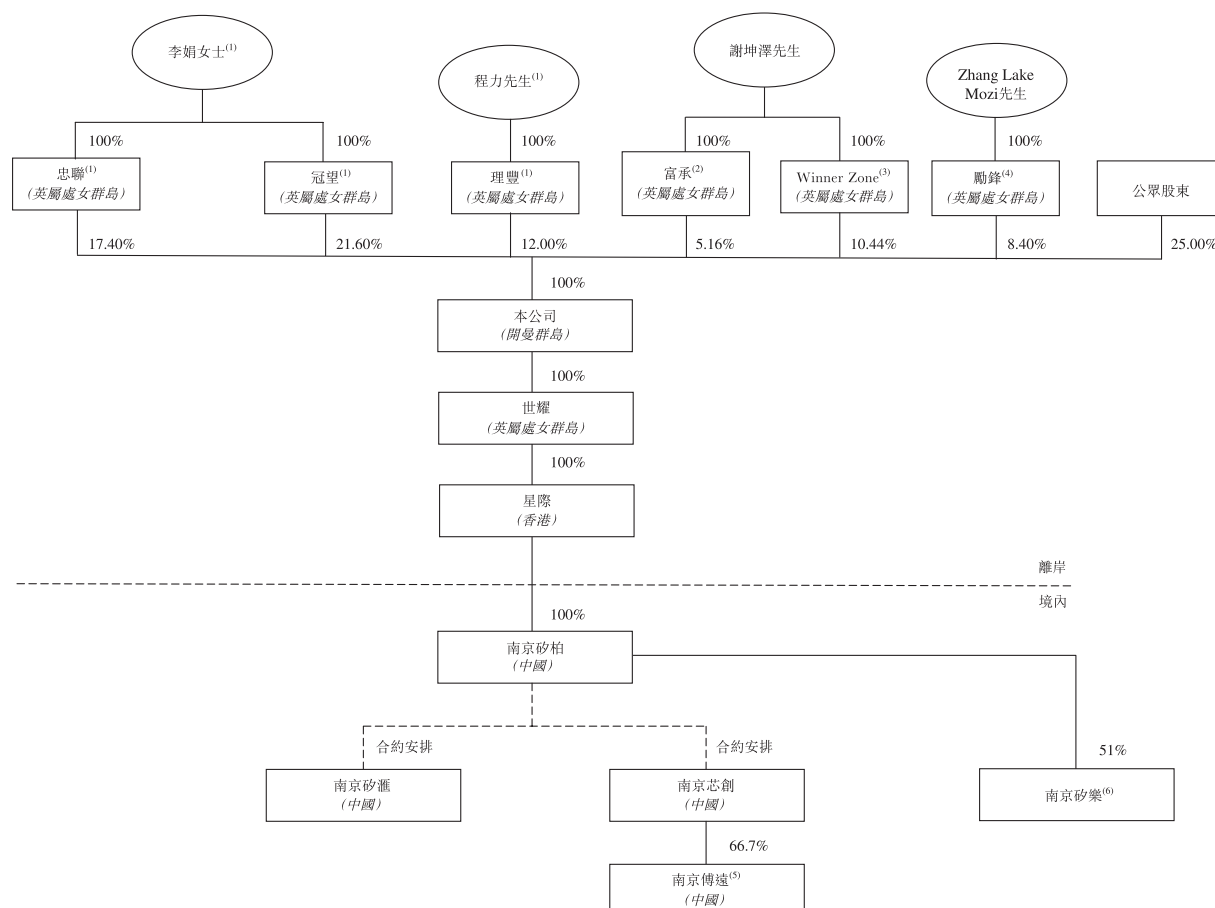 李娟女士(1)
程力先生(1)
謝坤澤先生
Zhang Lake
Mozi先生
100%
100%
100%
100%
100%
100%
忠聯(1)
(英屬處女群島)
冠望(1)
(英屬處女群島)
理豐(1)
(英屬處女群島)
富承(2)
(英屬處女群島)
Winner Zone(3)
(英屬處女群島)
勵鋒(4)
(英屬處女群島)
公眾股東
17.40%
21.60%
12.00%
5.16%
10.44%
8.40%
25.00%
100%
本公司
(開曼群島)
100%
世耀
(英屬處女群島)
100%
星際
(香港)
離岸
境內
100%
南京矽柏
(中國)
合約安排
合約安排
51%
南京矽滙
(中國)
南京芯創
(中國)
南京矽樂(6)
66.7%
南京傅遠(5)
(中國)